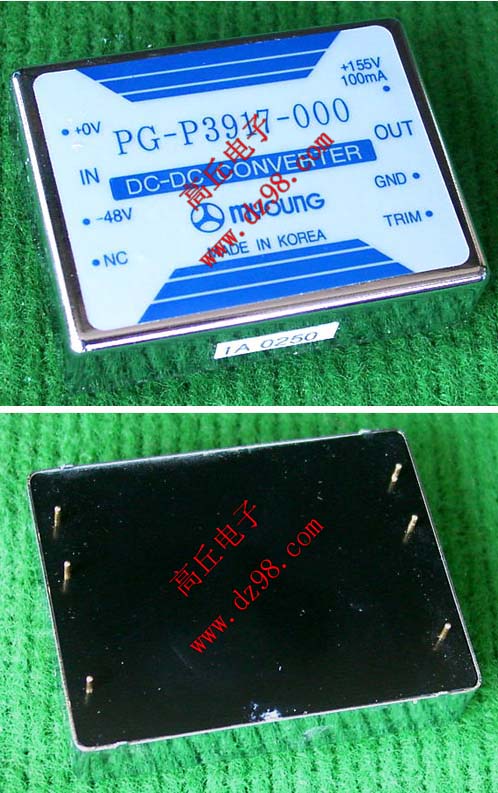 +155V
100mA
+0V
PG-P3917-000
IN
OUT
DC-DC CONVERTER
-48V
MYOUNG
GND
NC
MADE IN KOREA
TRIM
1A 0250
高丘电子
www.dz98.com
高丘电子
www.dz98.com